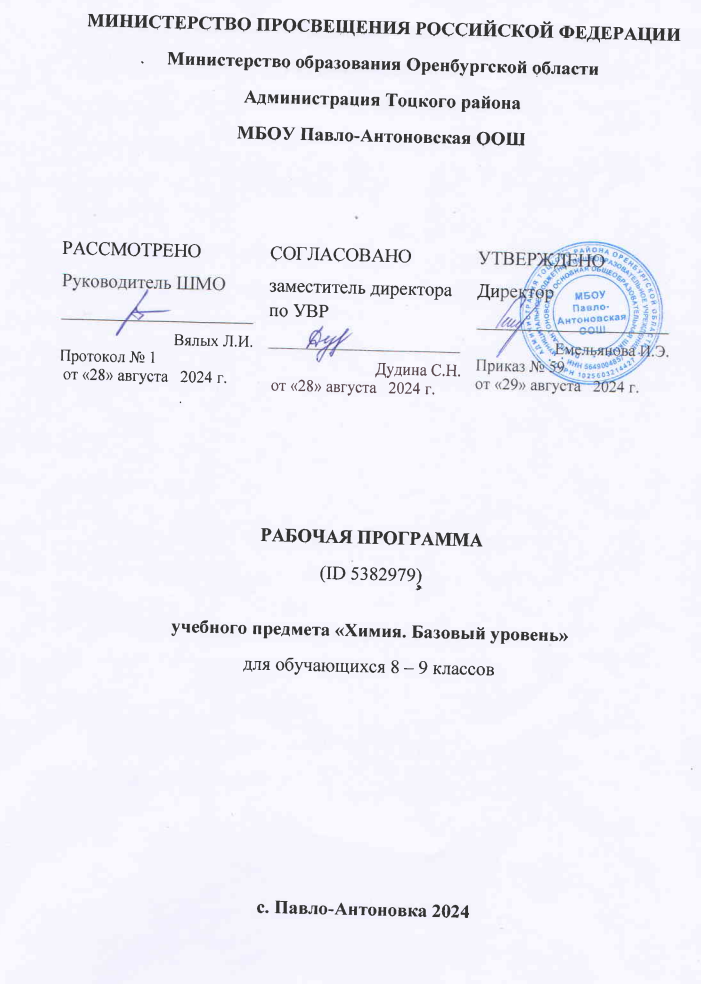 МИНИСТЕРСТВО ПРОСВЕЩЕНИЯ РОССИЙСКОЙ ФЕДЕРАЦИИ
Министерство образования Оренбургской области
Администрация Тоцкого района
МБОУ Павло-Антоновская ООШ
РАССМОТРЕНО
Руководитель ШМО
Вялых Л.И.
Протокол № 1
от «28» августа 2024 г.
СОГЛАСОВАНО
заместитель директора
по УВР
Дудина С.Н.
от «28» августа 2024 г.
УТВЕРЖДЕНО
Директор
Емельянова И.Э.
Приказ № 59
от «29» августа 2024 г.
МБОУ
Павло-
Антоновская
ООШ
РАБОЧАЯ ПРОГРАММА
(ID 5382979)
учебного предмета «Химия. Базовый уровень»
для обучающихся 8 – 9 классов
с. Павло-Антоновка 2024